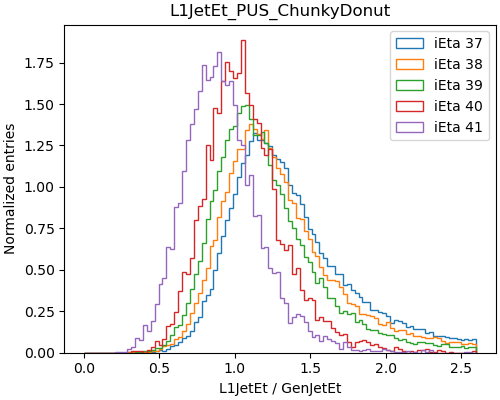 L1JetEt_PUS_ChunkyDonut
iEta 37
iEta 38
iEta 39
iEta 40
iEta 41
Normalized entries
1.75
1.50
1.25
1.00
0.75
0.50
0.25
0.00
0.0 0.5 1.0 1.5 2.0 2.5
L1JetEt / GenJetEt